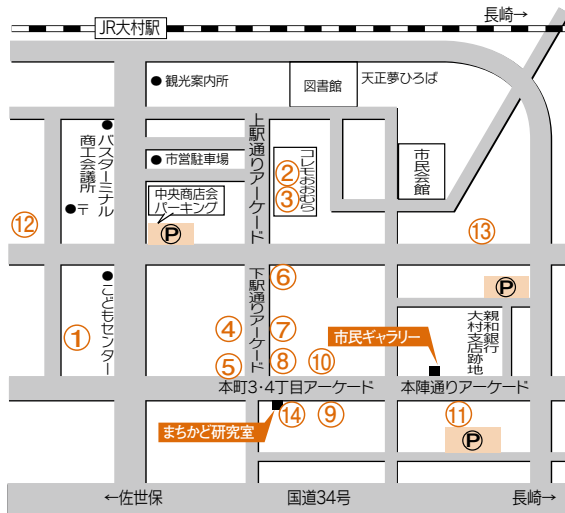 長崎→
JR大村駅
● 観光案内所
図書館
天正夢ひろば
上駅通りアーケード
● バスターミナル
商工会議所
●〒
● 市営駐車場
中央商店会
パーキング
P
コレモおおむら
②
③
市民会館
⑫
⑬
● こどもセンター
①
下駅通りアーケード
⑥
④
⑦
⑤
⑧
⑩
P
親和銀行
大村支店跡地
市民ギャラリー
本町3・4丁目アーケード
本陣通りアーケード
⑭
⑨
⑪
まちかど研究室
P
←佐世保
国道34号
長崎→